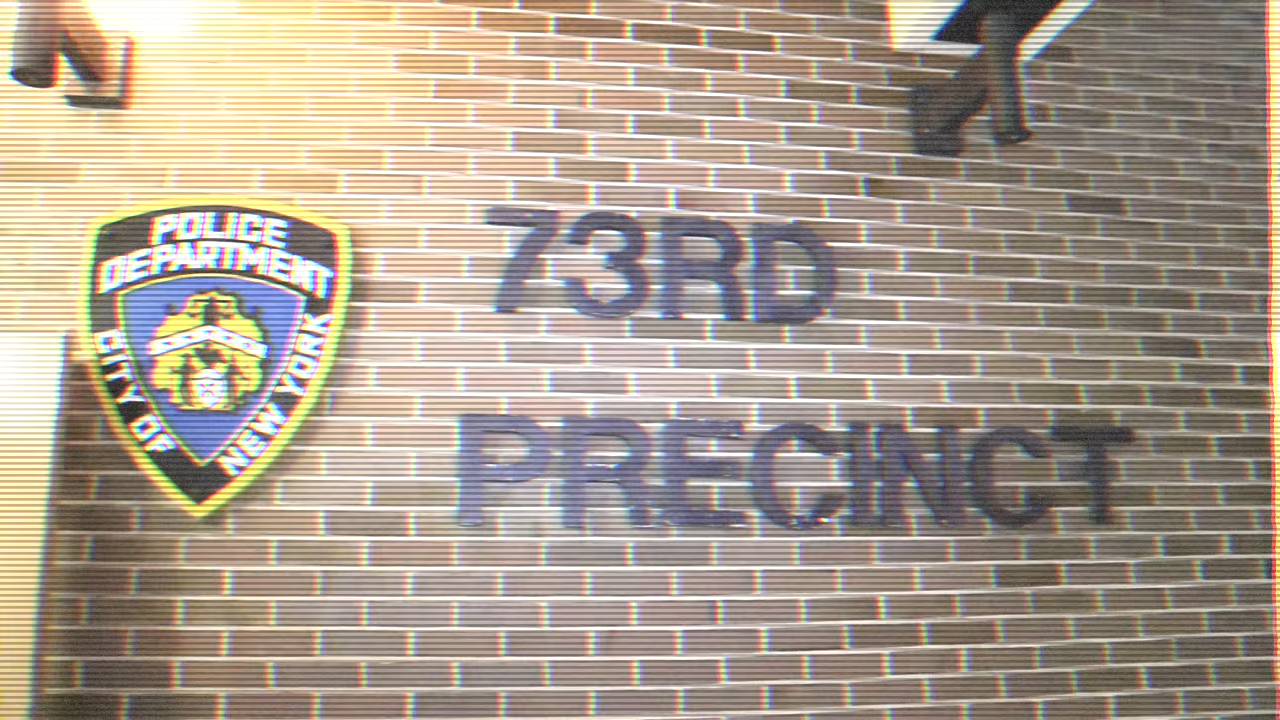 POLICE
DEPARTMENT
CITY OF
NEW YORK
73RD
PRECINCT